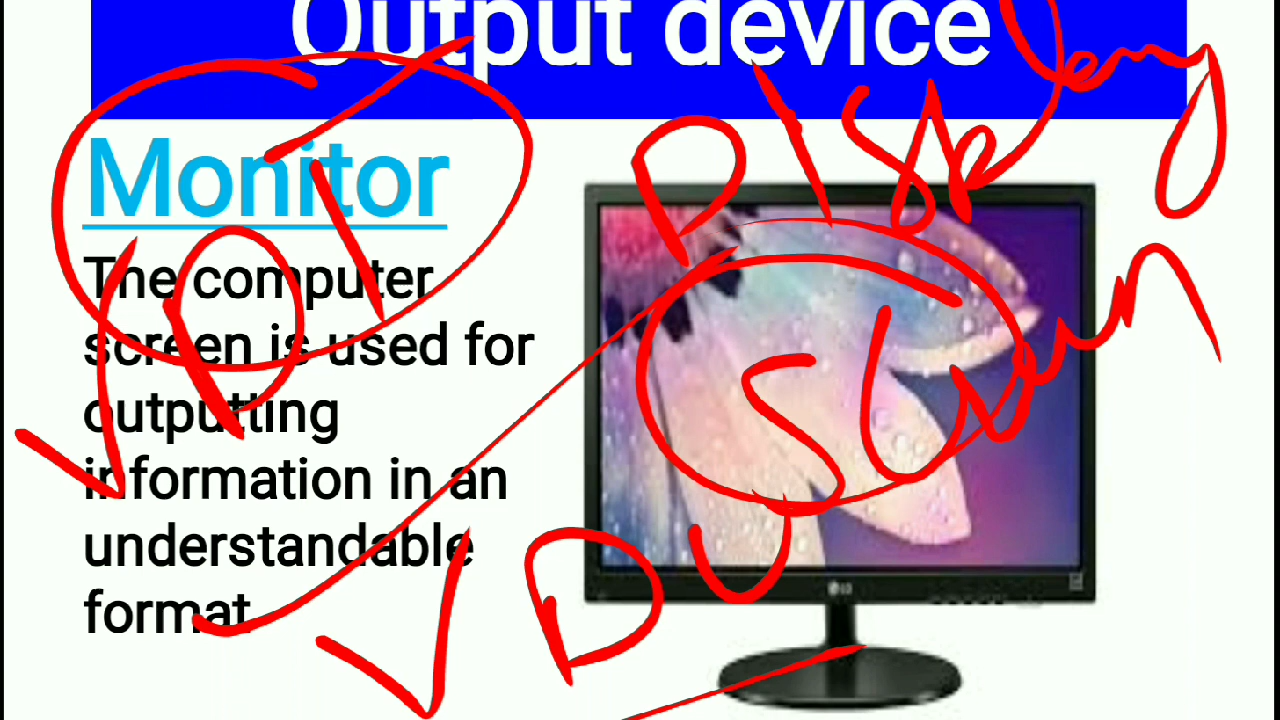 Output device
Display
Monitor
VDT
The computer
screen is used for
outputting
information in an
understandable
format
Screen
VDU
LG